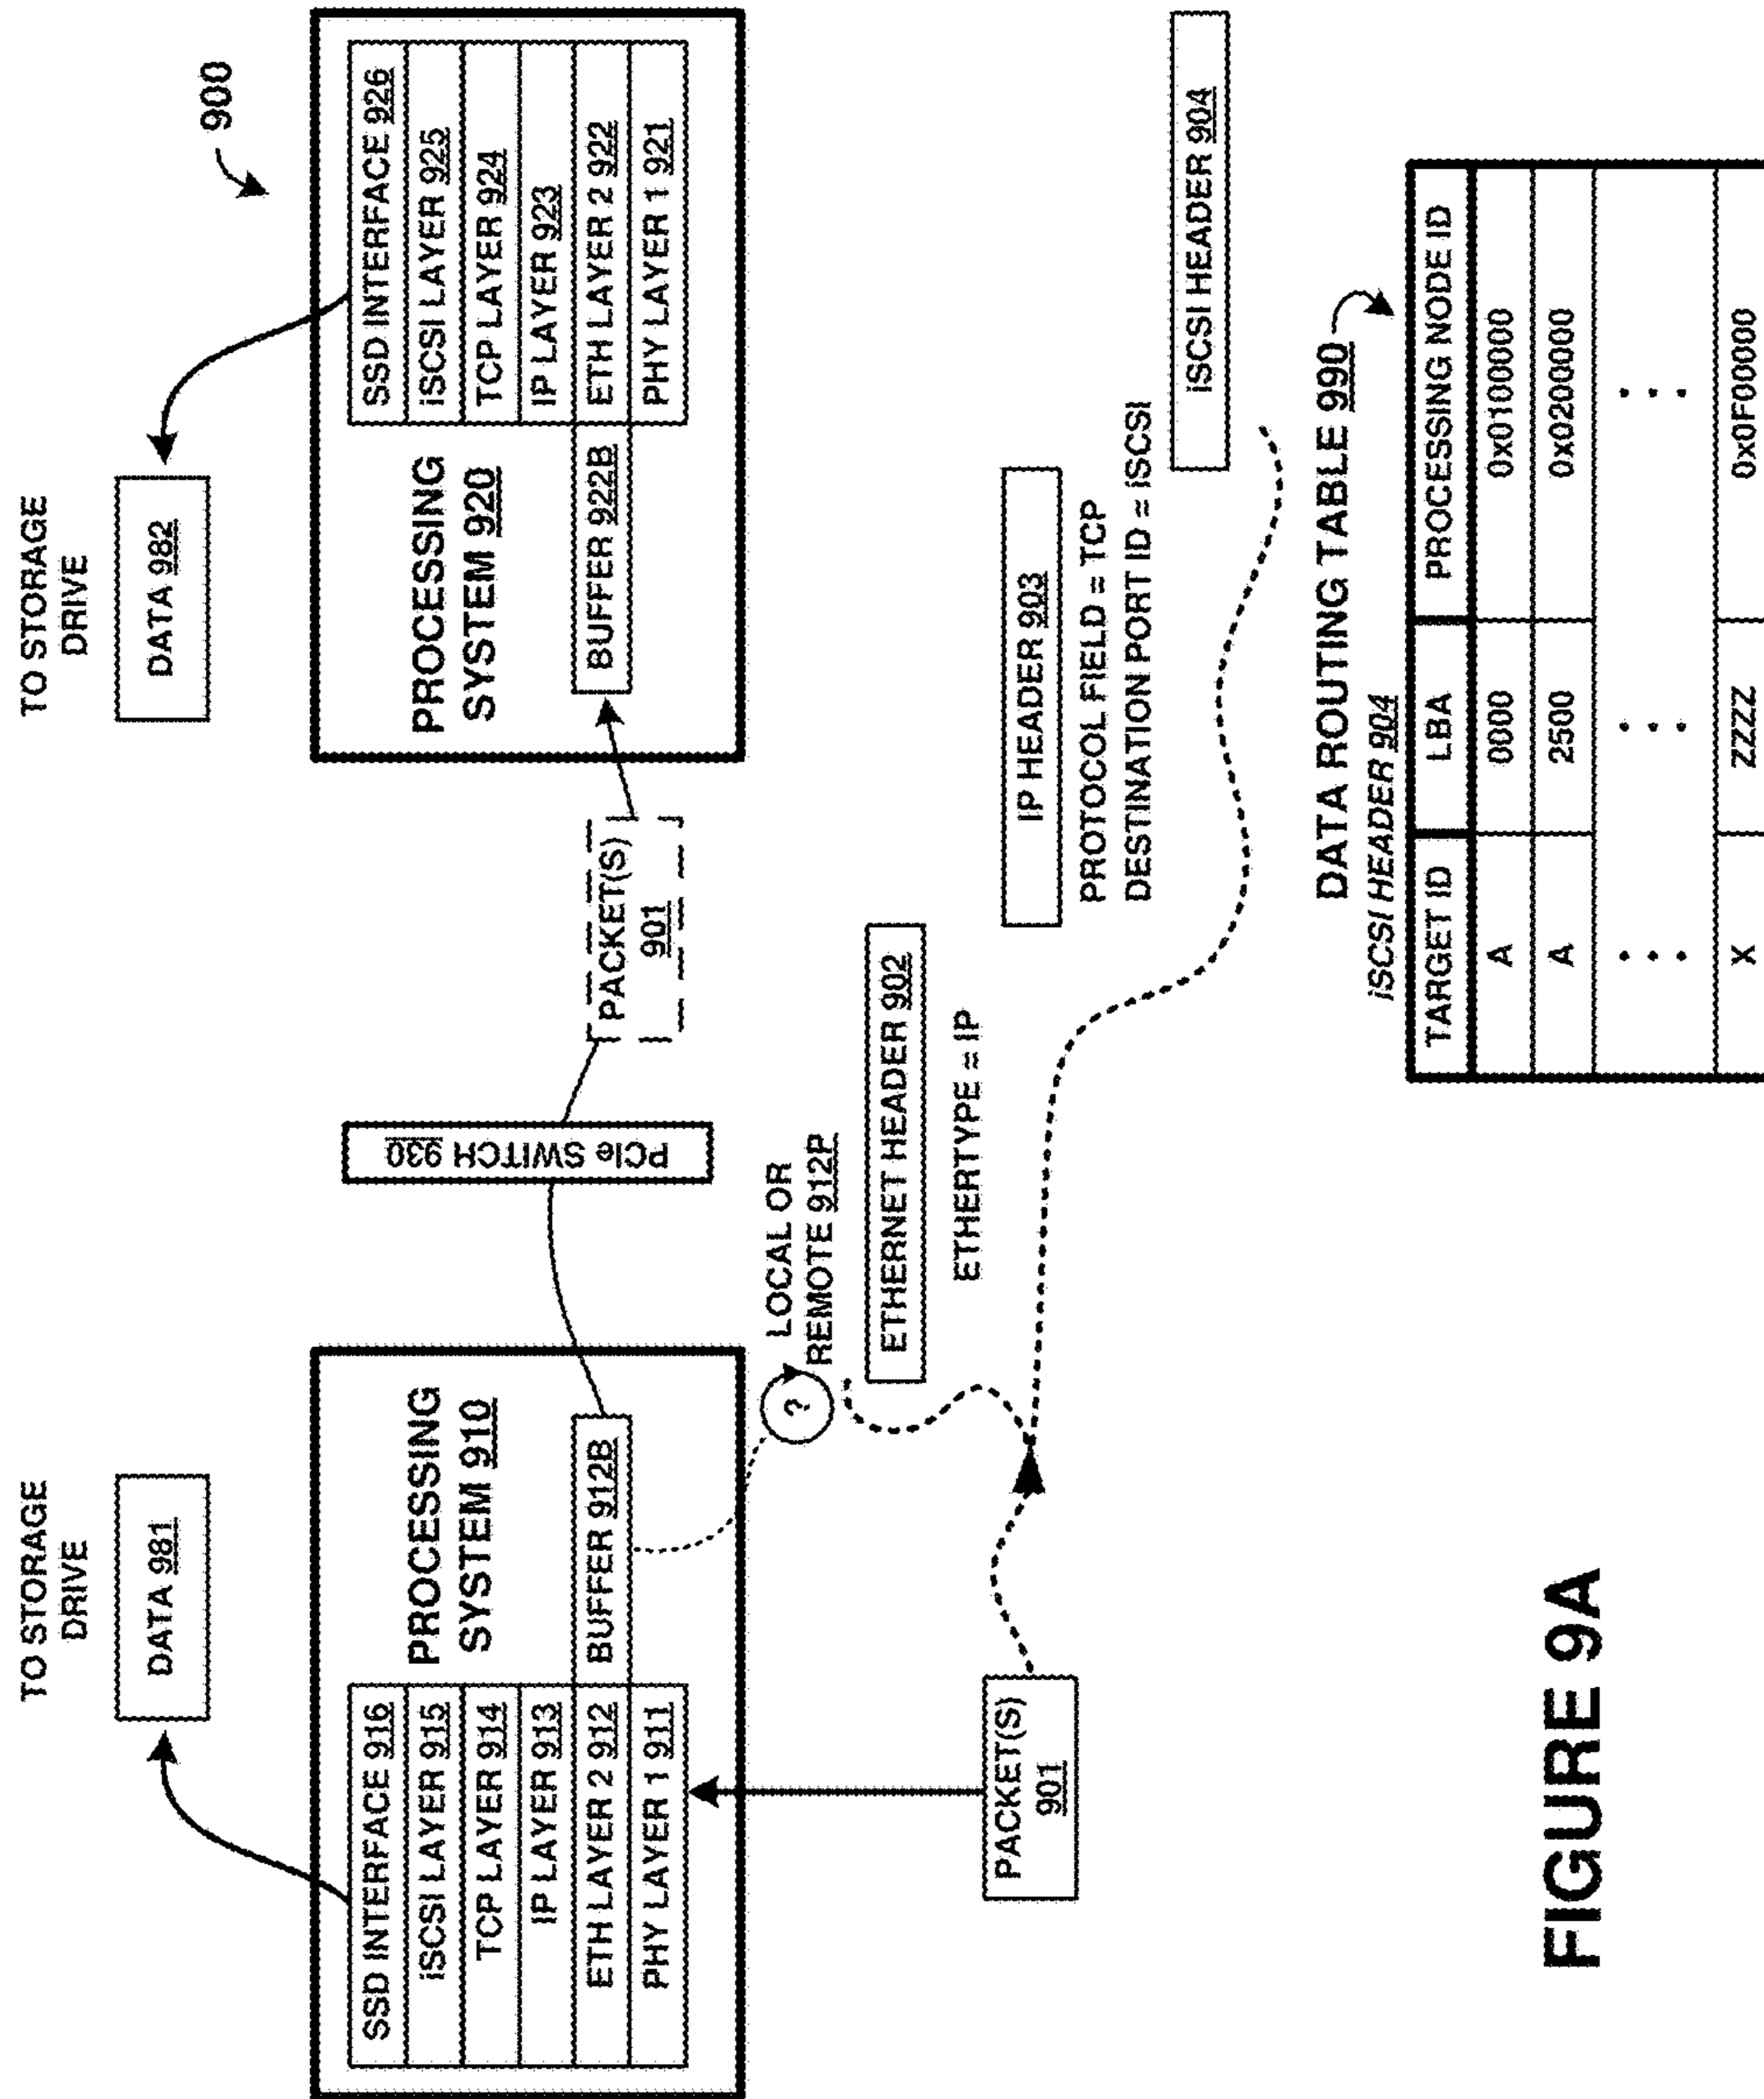 900
TO STORAGE
DRIVE
DATA 981
TO STORAGE
DRIVE
DATA 982
SSD INTERFACE 916
iSCSI LAYER 915
TCP LAYER 914
IP LAYER 913
ETH LAYER 2 912
PHY LAYER 1 911
PROCESSING
SYSTEM 910
BUFFER 912B
PCIe SWITCH 930
PACKET(S)
901
PROCESSING
SYSTEM 920
BUFFER 922B
SSD INTERFACE 926
iSCSI LAYER 925
TCP LAYER 924
IP LAYER 923
ETH LAYER 2 922
PHY LAYER 1 921
?
LOCAL OR
REMOTE 912P
ETHERNET HEADER 902
ETHERTYPE = IP
IP HEADER 903
PROTOCOL FIELD = TCP
DESTINATION PORT ID = iSCSI
iSCSI HEADER 904
PACKET(S)
901
DATA ROUTING TABLE 990
iSCSI HEADER 904
TARGET ID LBA PROCESSING NODE ID
A 0000 0x0100000
A 2500 0x0200000
. . . . . . . . .
X ZZZZ 0x0F00000
FIGURE 9A